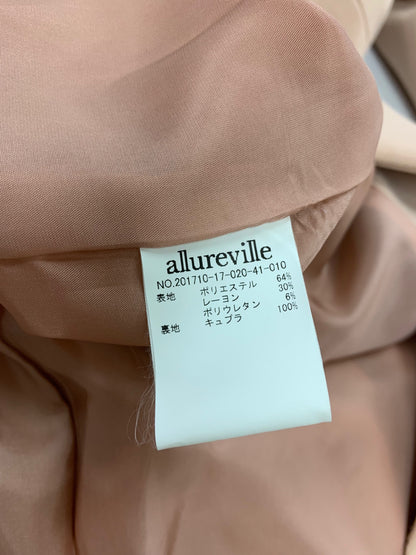 allureville
NO.201710-17-020-41-010
表地 ポリエステル 64%
レーヨン 30%
ポリウレタン 6%
裏地 キュプラ 100%